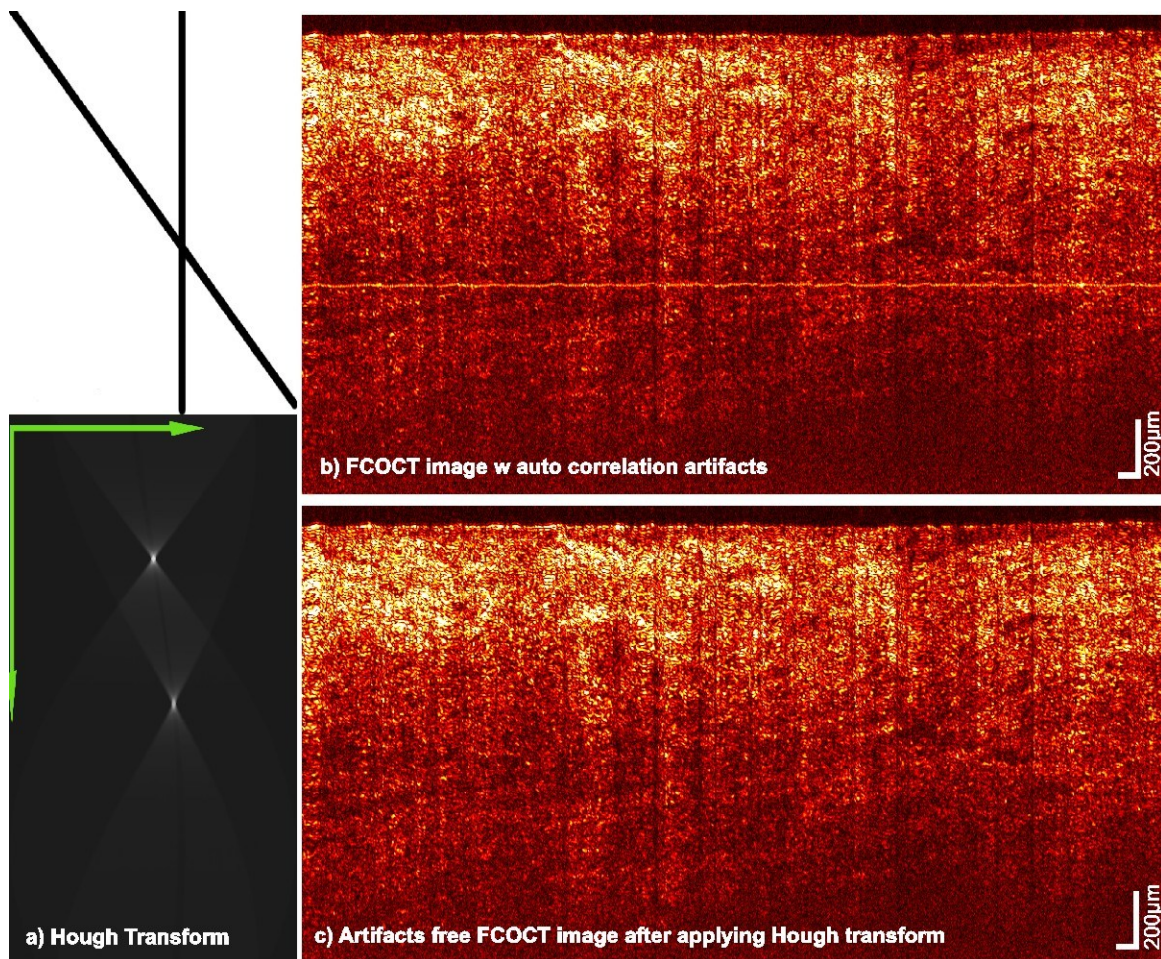 b) FCOCT image w auto correlation artifacts
200µm
a) Hough Transform
c) Artifacts free FCOCT image after applying Hough transform
200µm